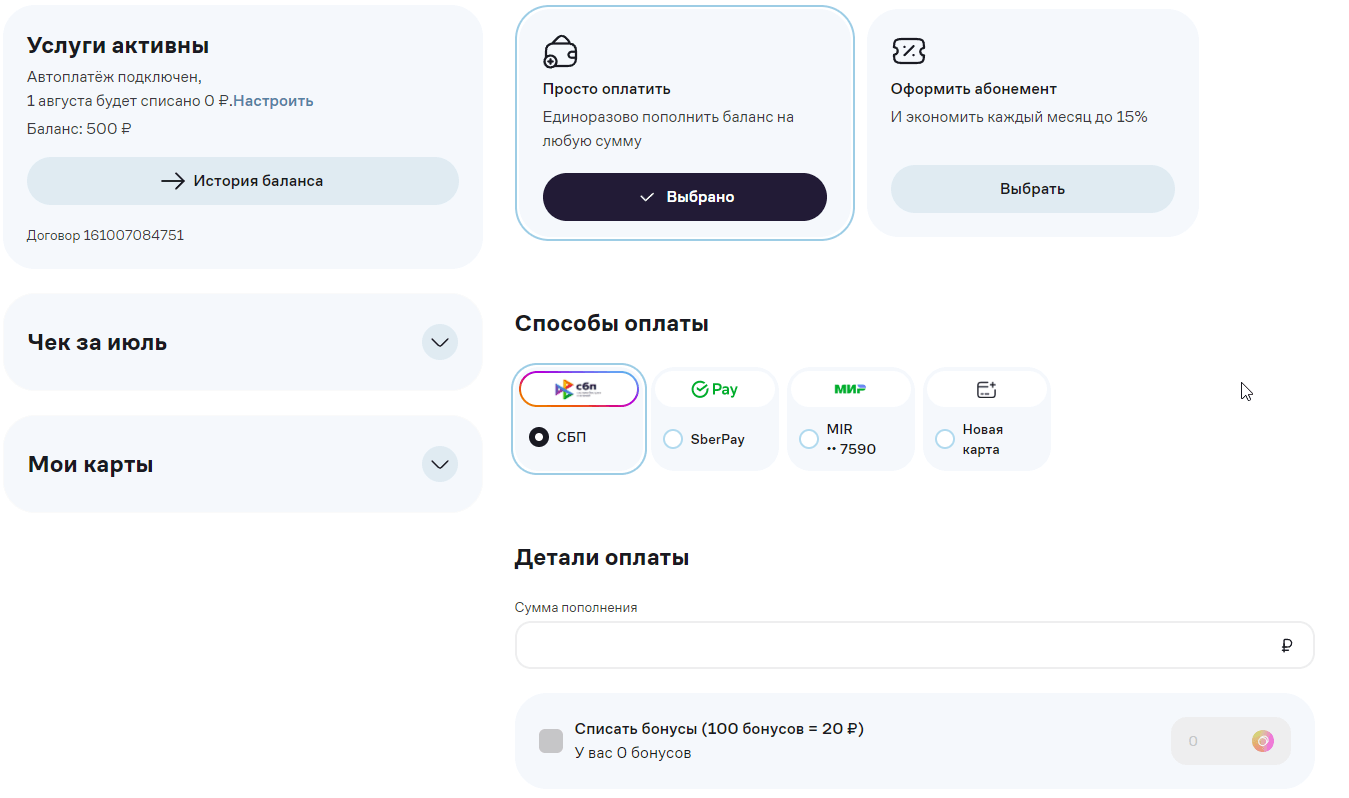 Услуги активны
Автоплатёж подключен,
1 августа будет списано 0 ₽.Настроить
Баланс: 500 ₽
История баланса
Договор 161007084751
Чек за июль
Мои карты
Просто оплатить
Единоразово пополнить баланс на
любую сумму
Выбрано
Оформить абонемент
И экономить каждый месяц до 15%
Выбрать
Способы оплаты
сбп
СБП
Pay
SberPay
МИР
MIR
•• 7590
Новая
карта
Детали оплаты
Сумма пополнения
₽
Списать бонусы (100 бонусов = 20 ₽)
У вас 0 бонусов
0